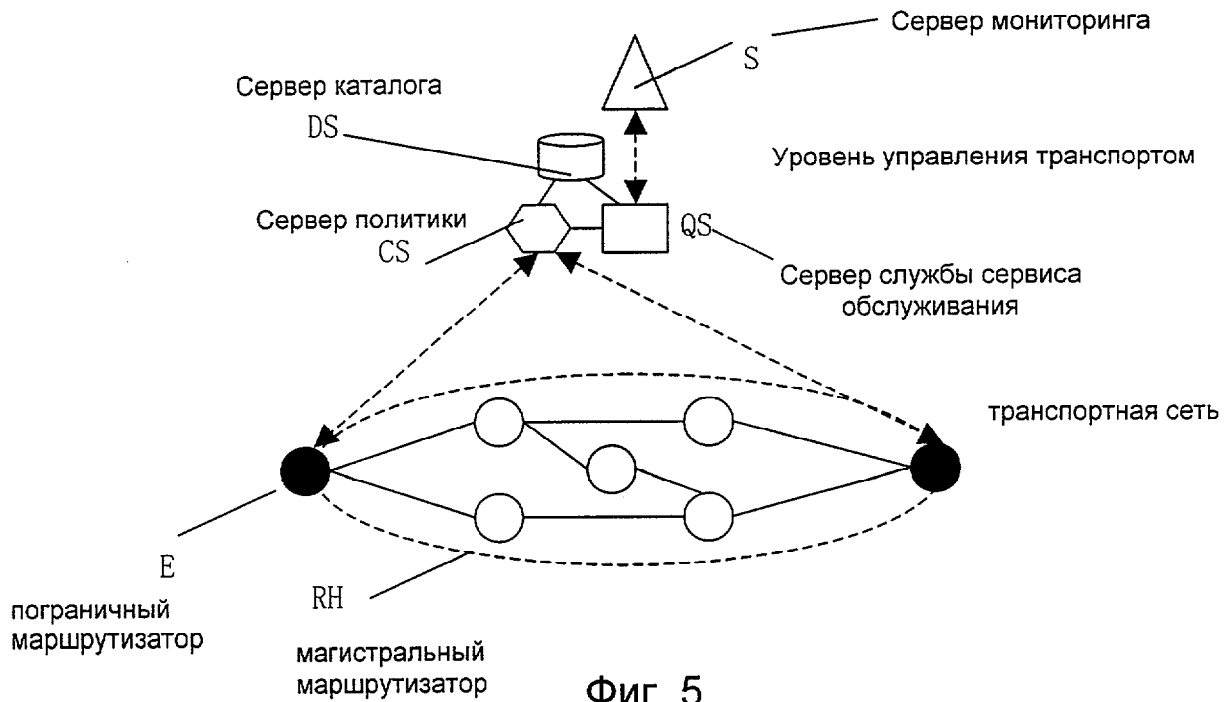 Сервер мониторинга
S
Сервер каталога
DS
Уровень управления транспортом
Сервер политики
CS
QS
Сервер службы сервиса
обслуживания
транспортная сеть
E
пограничный
маршрутизатор
RH
магистральный
маршрутизатор
Фиг 5